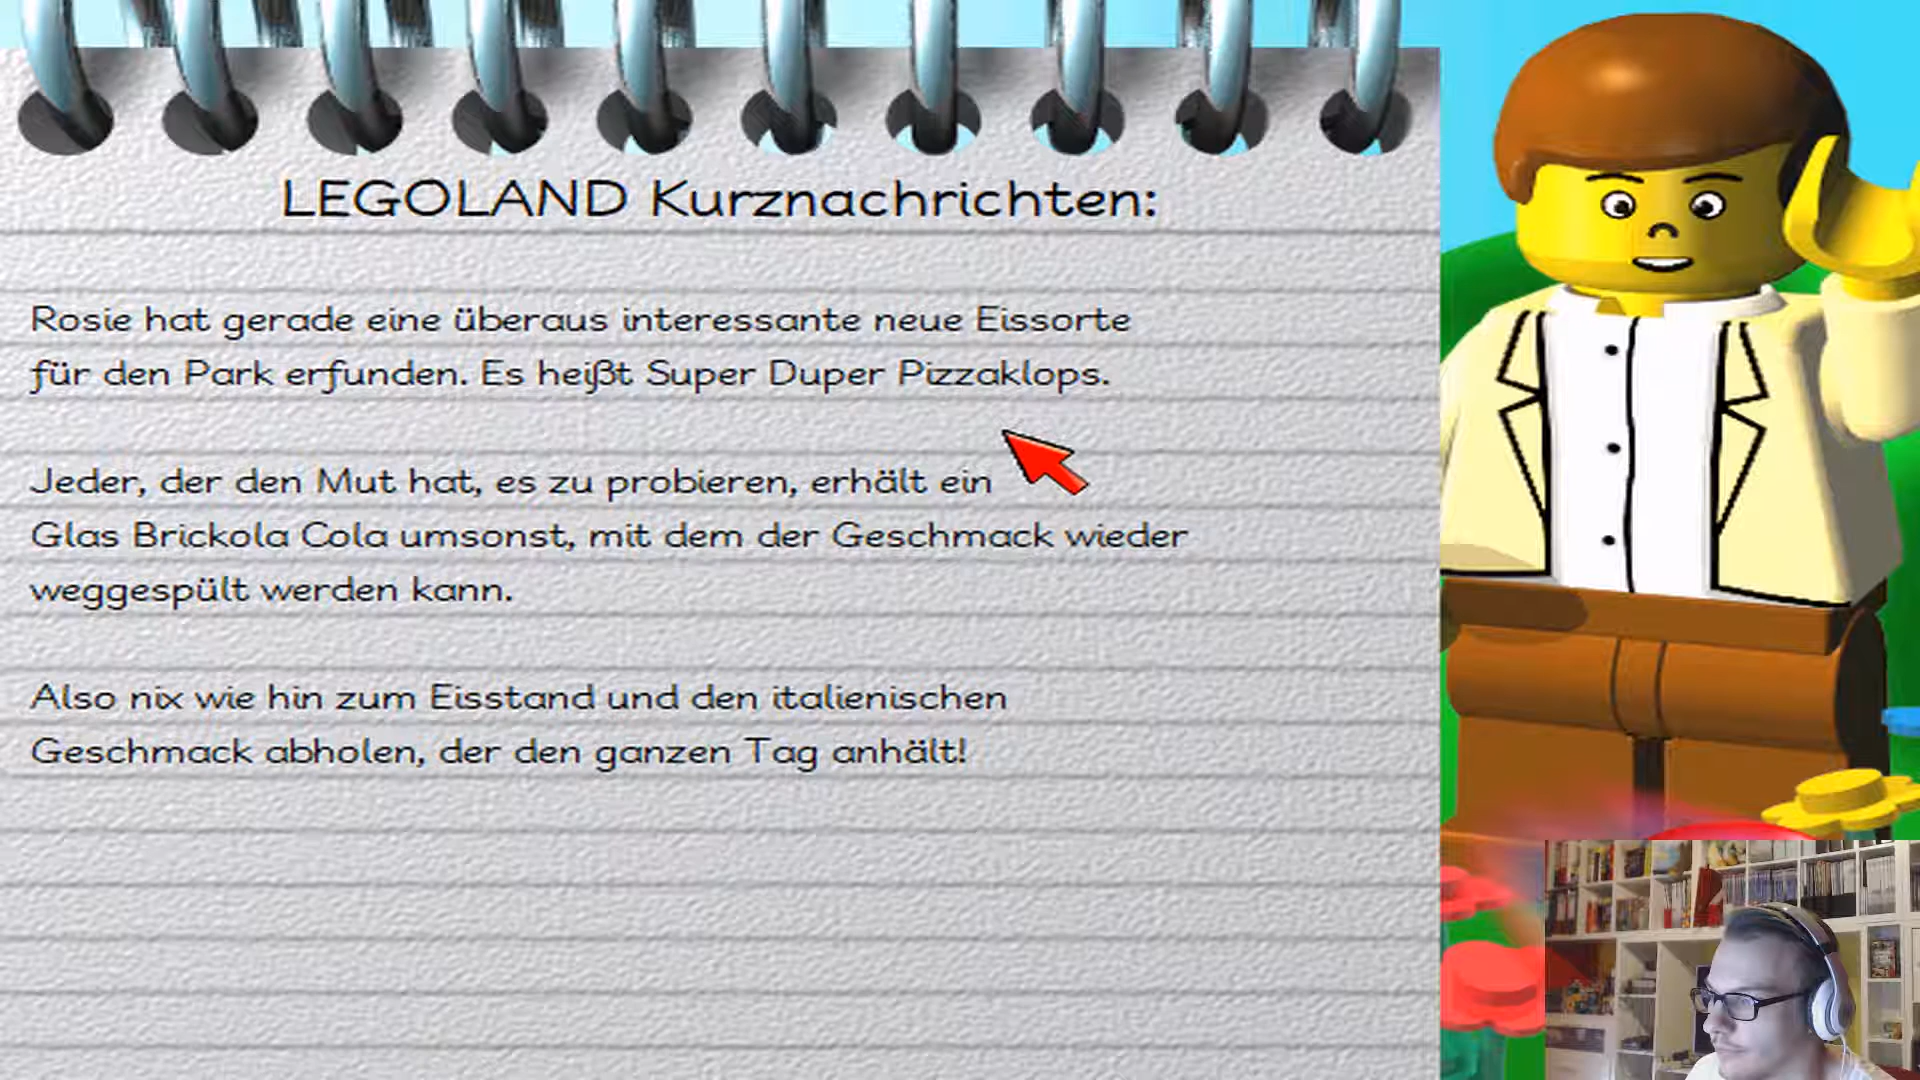 LEGOLAND Kurznachrichten:
Rosie hat gerade eine überaus interessante neue Eissorte
für den Park erfunden. Es heißt Super Duper Pizzaklops.
Jeder, der den Mut hat, es zu probieren, erhält ein
Glas Brickola Cola umsonst, mit dem der Geschmack wieder
weggespült werden kann.
Also nix wie hin zum Eisstand und den italienischen
Geschmack abholen, der den ganzen Tag anhält!